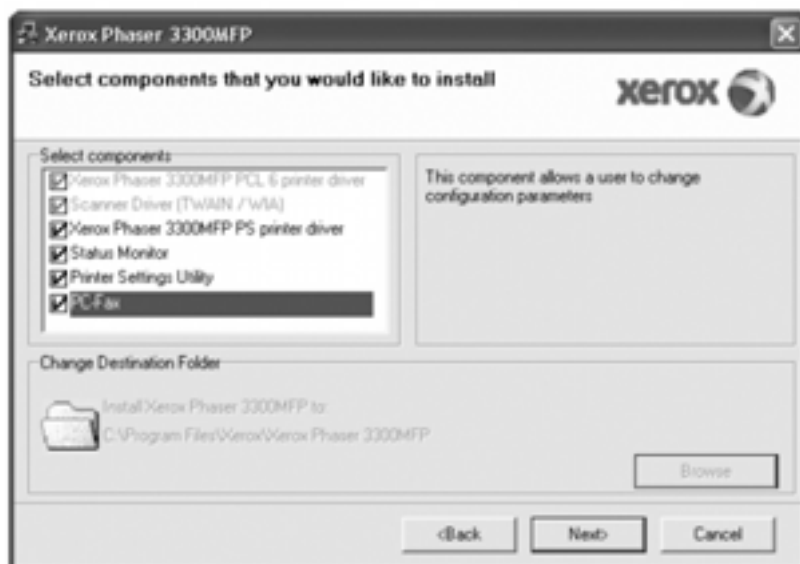 Xerox Phaser 3300MFP
Select components that you would like to install
xerox
Select components
Xerox Phaser 3300MFP PCL 6 printer driver
Scanner Driver (TWAIN / WIA)
Xerox Phaser 3300MFP PS printer driver
Status Monitor
Printer Settings Utility
PC-Fax
This component allows a user to change
configuration parameters
Change Destination Folder
Install Xerox Phaser 3300MFP to:
C:\Program Files\Xerox\Xerox Phaser 3300MFP
Browse
<Back
Next>
Cancel